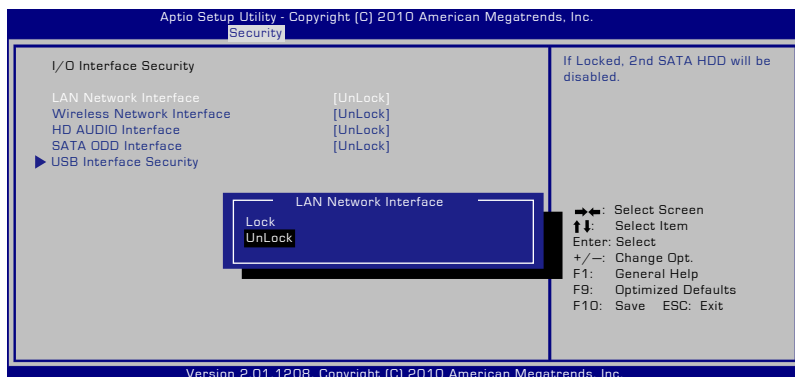 Aptio Setup Utility - Copyright (C) 2010 American Megatrends, Inc.
Security
I/O Interface Security
LAN Network Interface [UnLock]
Wireless Network Interface [UnLock]
HD AUDIO Interface [UnLock]
SATA ODD Interface [UnLock]
USB Interface Security
If Locked, 2nd SATA HDD will be
disabled.
LAN Network Interface
Lock
UnLock
→←: Select Screen
↑↓: Select Item
Enter: Select
+/—: Change Opt.
F1: General Help
F9: Optimized Defaults
F10: Save ESC: Exit
Version 2.01.1208. Copyright (C) 2010 American Megatrends, Inc.